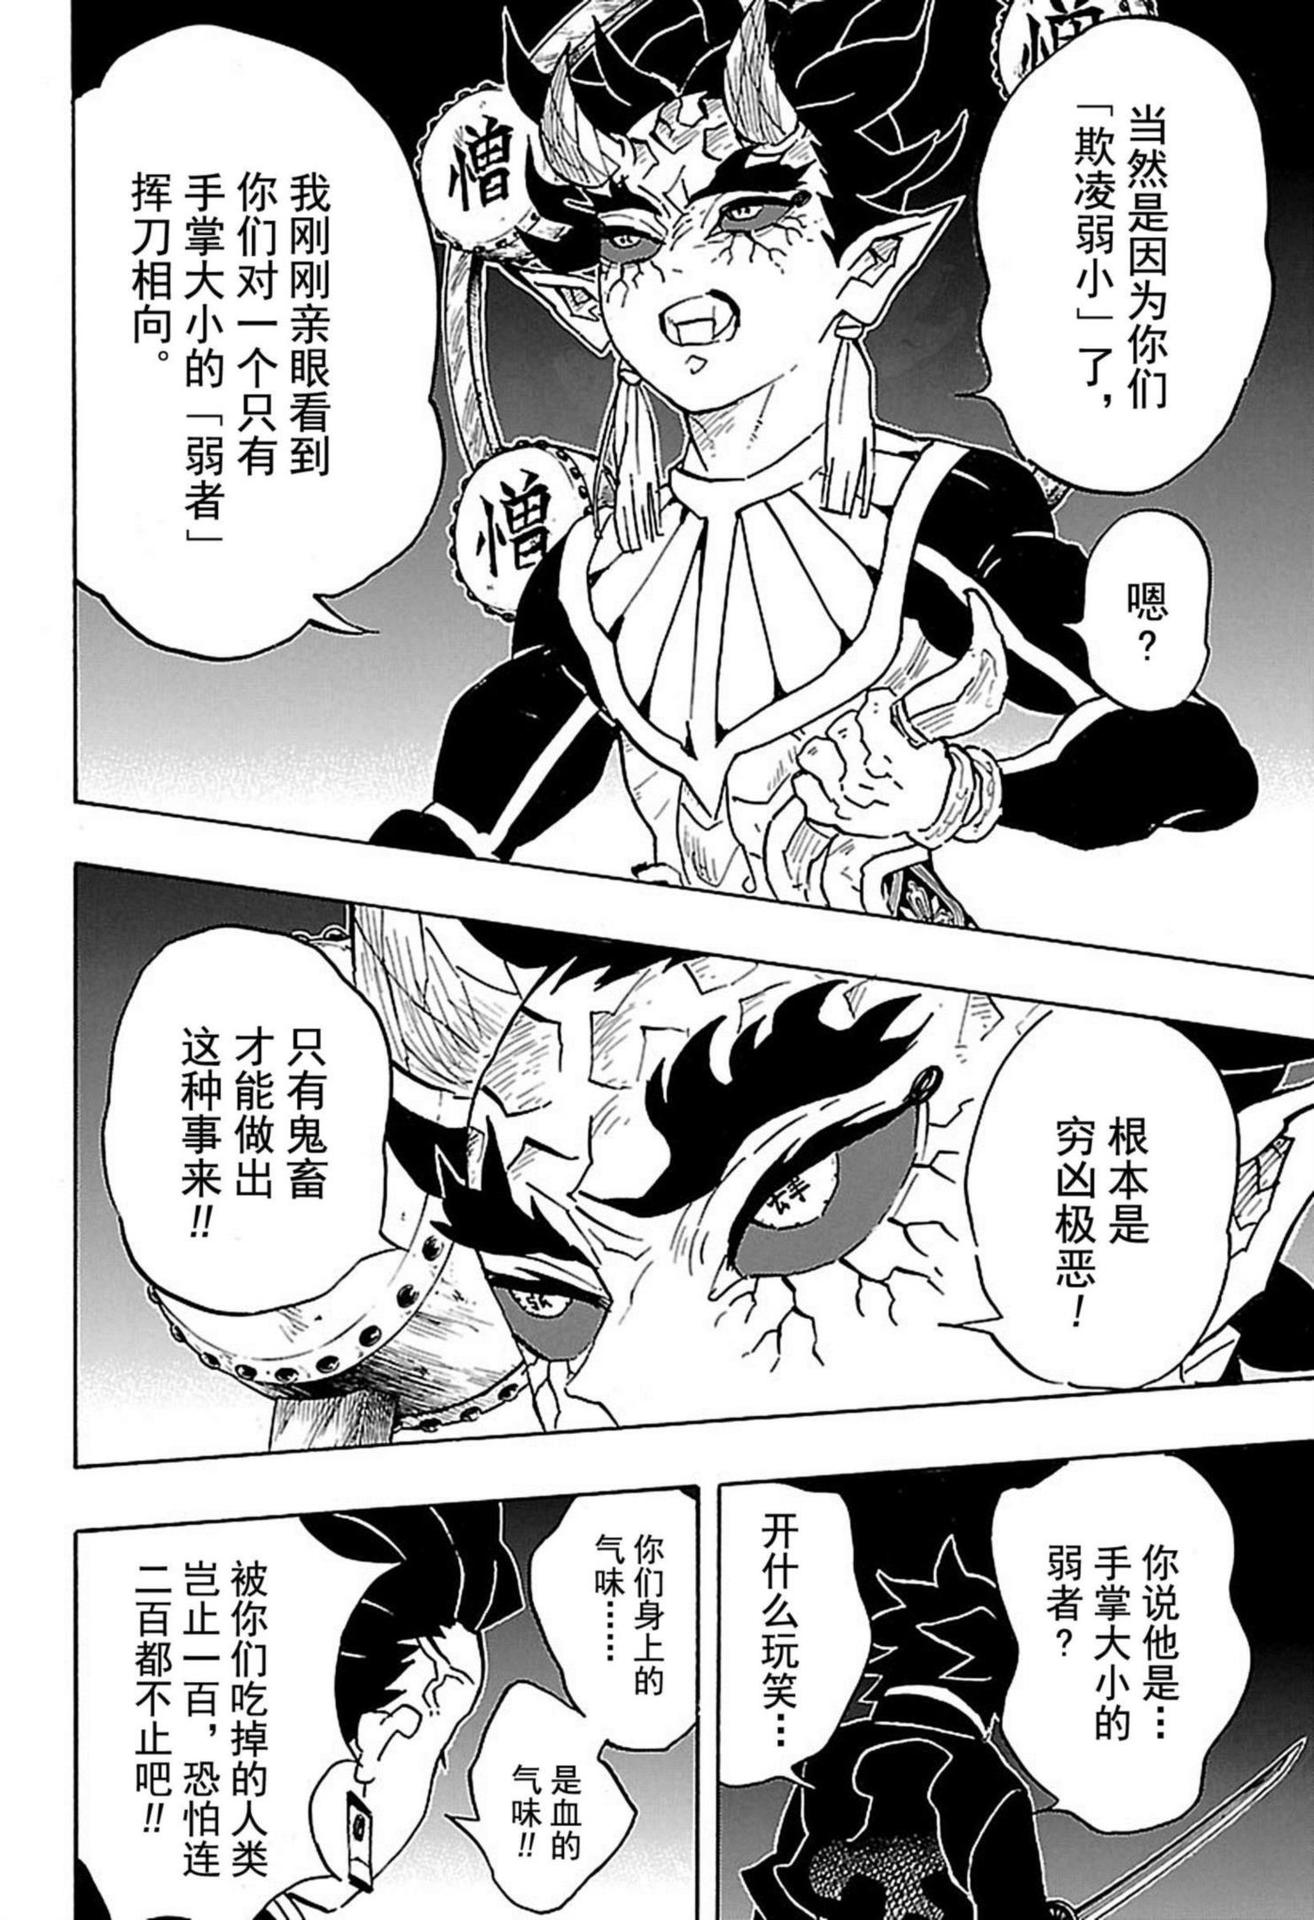 当然是因为你们
「欺凌弱小」了，
嗯？
我刚刚亲眼看到
你们对一个只有
手掌大小的「弱者」
挥刀相向。
憎
憎
憎
根本是
穷凶极恶！
只有鬼畜
才能做出
这种事来!!
你说他是…
手掌大小的
弱者？
开什么玩笑…
你们身上的
气味……
是血的
气味!!
被你们吃掉的人类
岂止一百，恐怕连
二百都不止吧!!